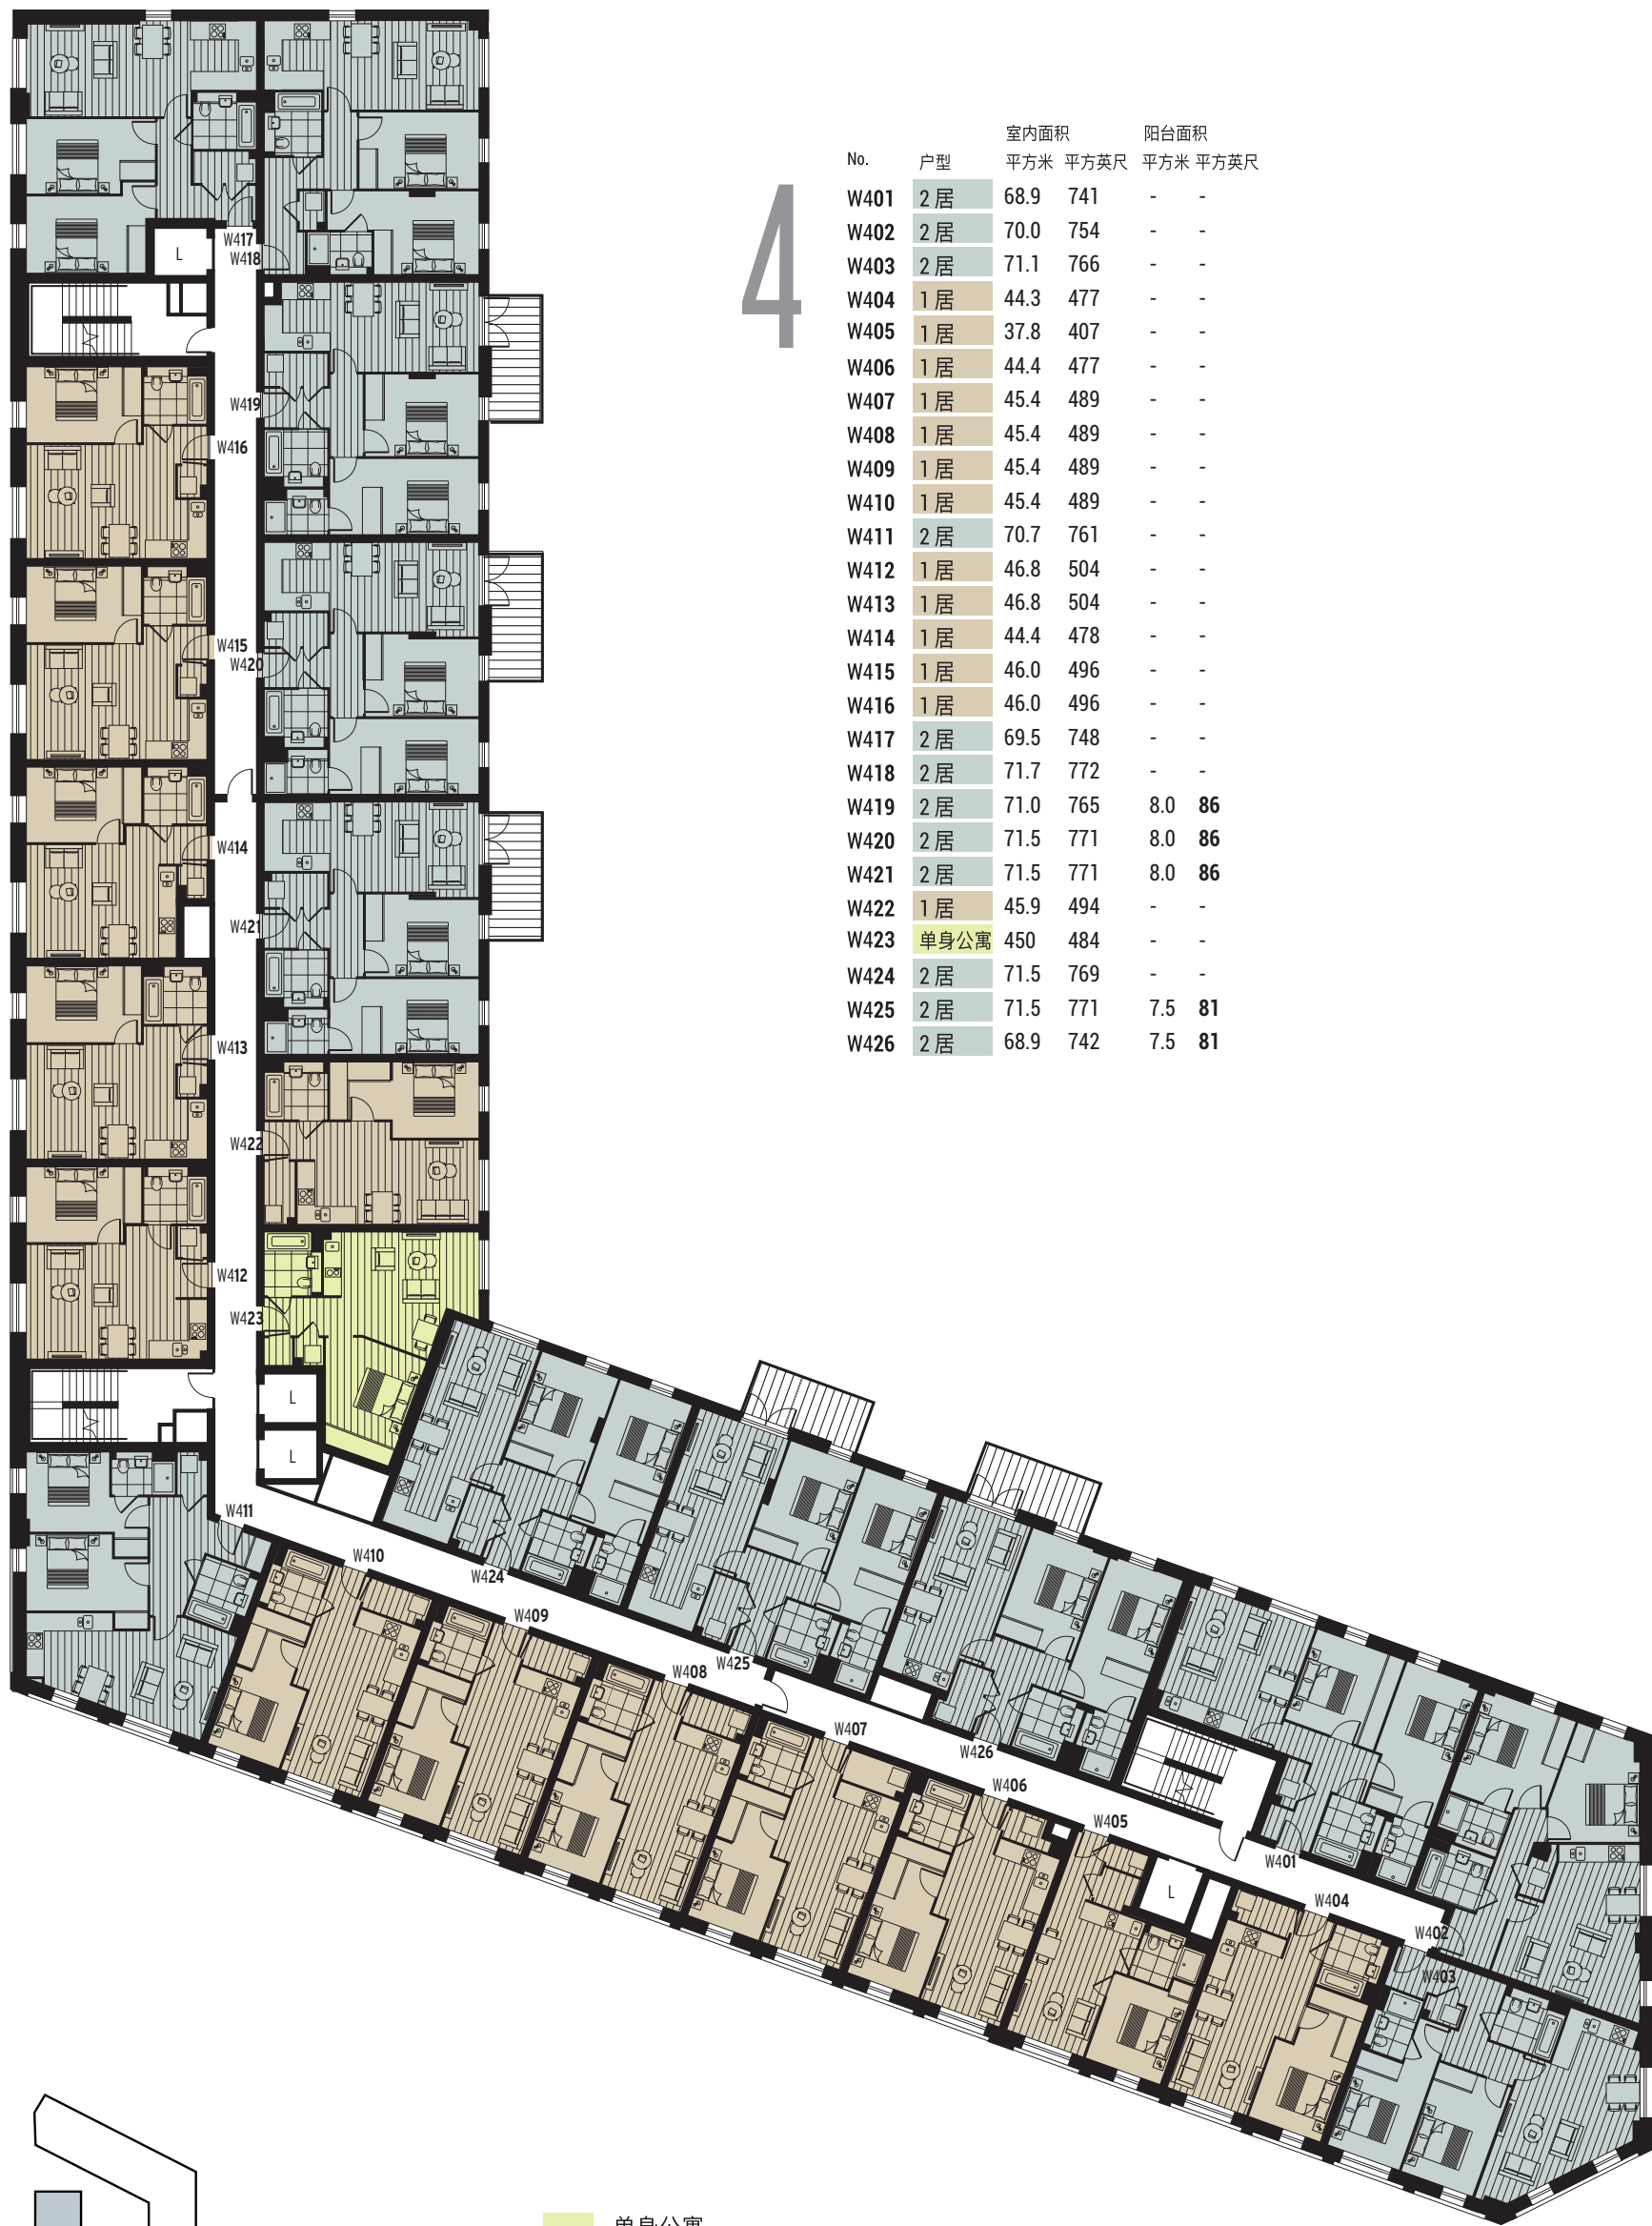 4
室内面积 阳台面积
No. 户型 平方米 平方英尺 平方米 平方英尺
W401 2 居 68.9 741 - -
W402 2 居 70.0 754 - -
W403 2 居 71.1 766 - -
W404 1 居 44.3 477 - -
W405 1 居 37.8 407 - -
W406 1 居 44.4 477 - -
W407 1 居 45.4 489 - -
W408 1 居 45.4 489 - -
W409 1 居 45.4 489 - -
W410 1 居 45.4 489 - -
W411 2 居 70.7 761 - -
W412 1 居 46.8 504 - -
W413 1 居 46.8 504 - -
W414 1 居 44.4 478 - -
W415 1 居 46.0 496 - -
W416 1 居 46.0 496 - -
W417 2 居 69.5 748 - -
W418 2 居 71.7 772 - -
W419 2 居 71.0 765 8.0 86
W420 2 居 71.5 771 8.0 86
W421 2 居 71.5 771 8.0 86
W422 1 居 45.9 494 - -
W423 单身公寓 450 484 - -
W424 2 居 71.5 769 - -
W425 2 居 71.5 771 7.5 81
W426 2 居 68.9 742 7.5 81
W417
L
W418
W419
W416
W415
W420
W414
W421
W413
W422
W412
W423
L
L
W411
W410
W424
W409
W425
W408
W407
W426
W406
W405
W401
L
W404
W402
W403
单身公寓